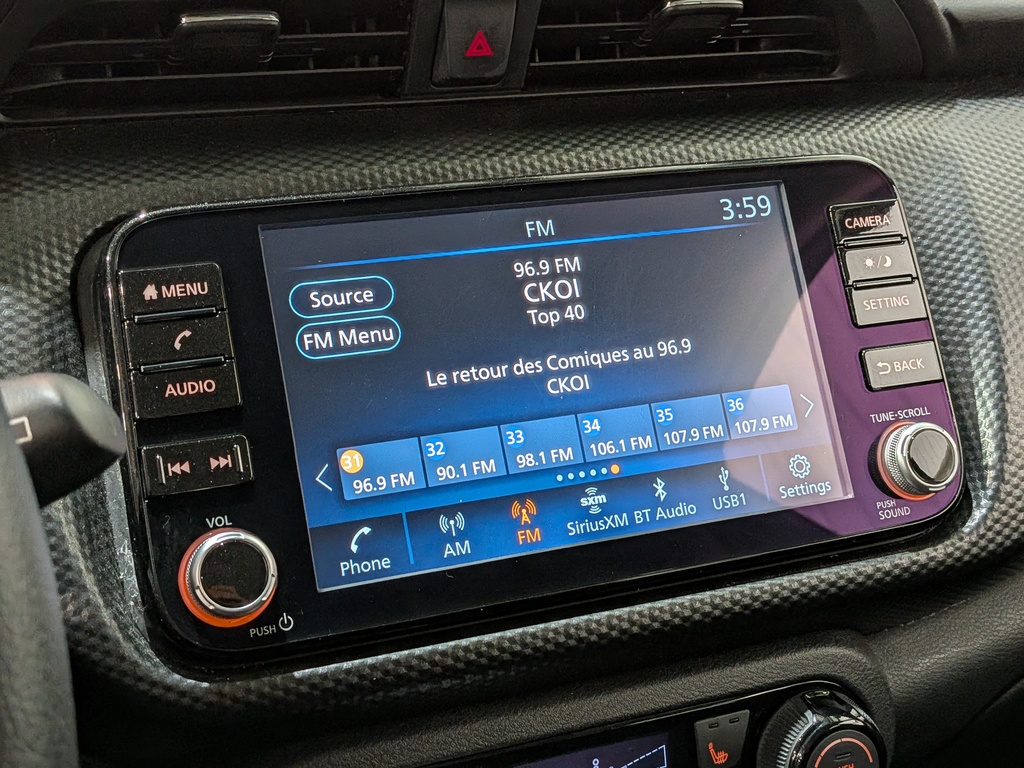 FM
3:59
96.9 FM
CKOI
Top 40
Source
FM Menu
Le retour des Comiques au 96.9
CKOI
31
96.9 FM
32
90.1 FM
33
98.1 FM
34
106.1 FM
35
107.9 FM
36
107.9 FM
Phone
AM
FM
sxm
SiriusXM
BT Audio
USB1
Settings
MENU
AUDIO
VOL
PUSH
CAMERA
SETTING
BACK
TUNE·SCROLL
PUSH
SOUND